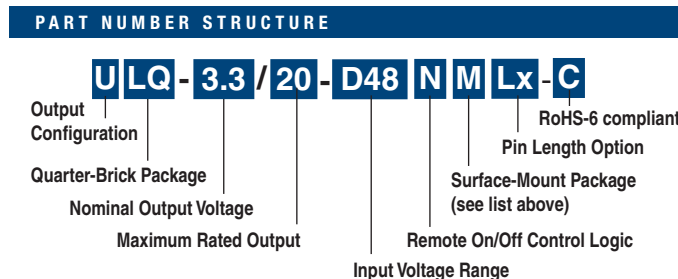 PART NUMBER STRUCTURE
ULQ - 3.3 / 20 - D48 N M Lx - C
Output
Configuration
RoHS-6 compliant
Pin Length Option
Quarter-Brick Package
Surface-Mount Package
(see list above)
Nominal Output Voltage
Maximum Rated Output
Remote On/Off Control Logic
Input Voltage Range